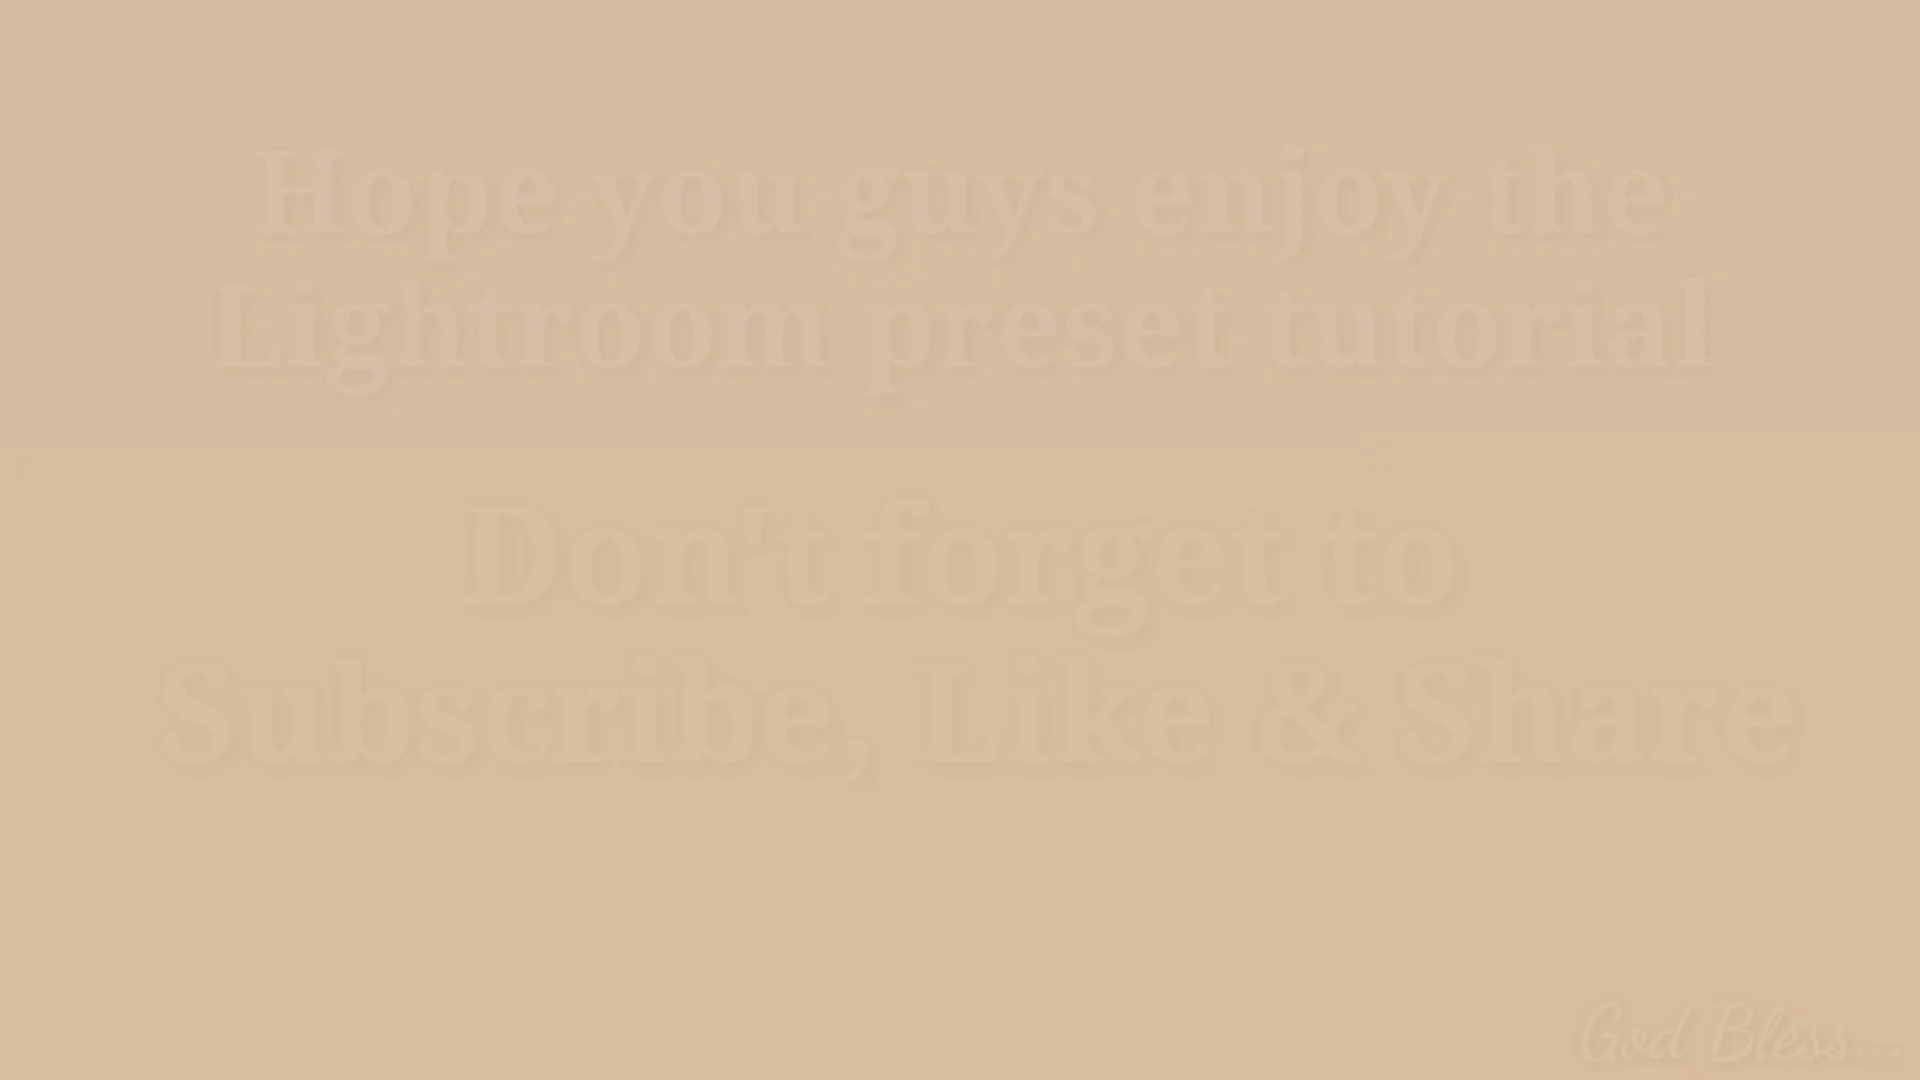 Hope you guys enjoy the
Lightroom preset tutorial
Don't forget to
Subscribe, Like & Share
God Bless...